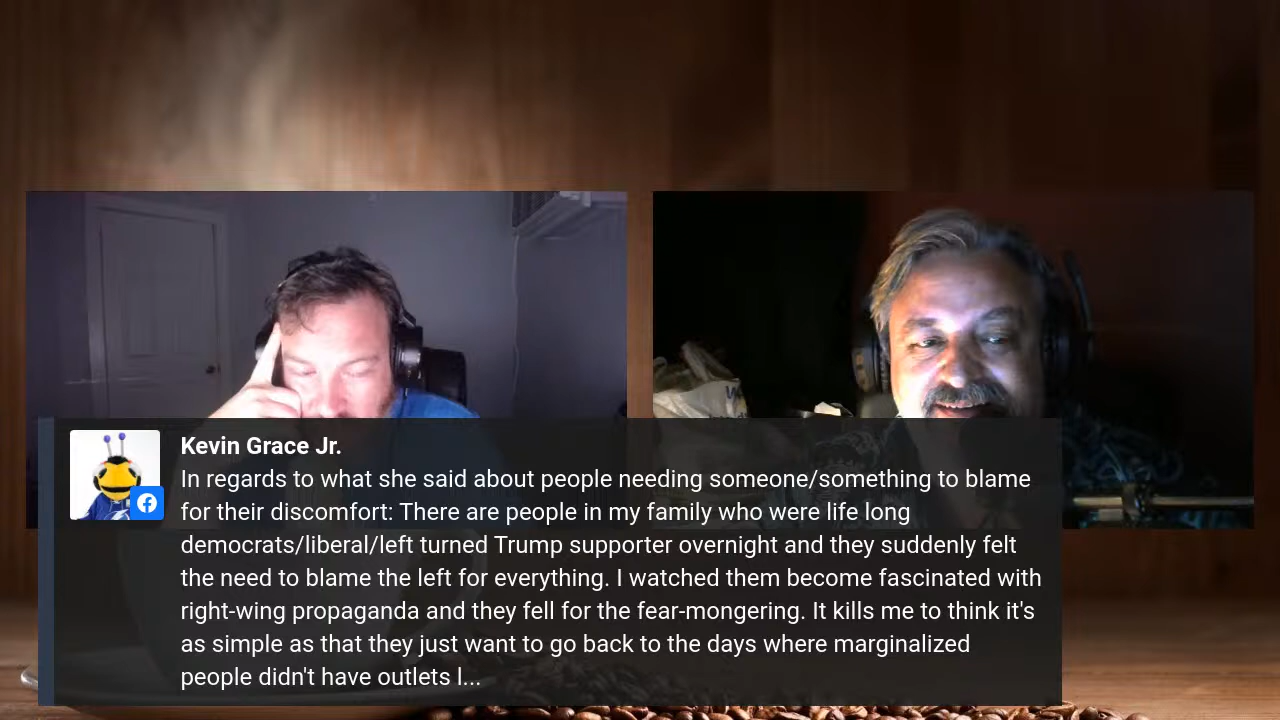 Kevin Grace Jr.
In regards to what she said about people needing someone/something to blame
for their discomfort: There are people in my family who were life long
democrats/liberal/left turned Trump supporter overnight and they suddenly felt
the need to blame the left for everything. I watched them become fascinated with
right-wing propaganda and they fell for the fear-mongering. It kills me to think it's
as simple as that they just want to go back to the days where marginalized
people didn't have outlets l...